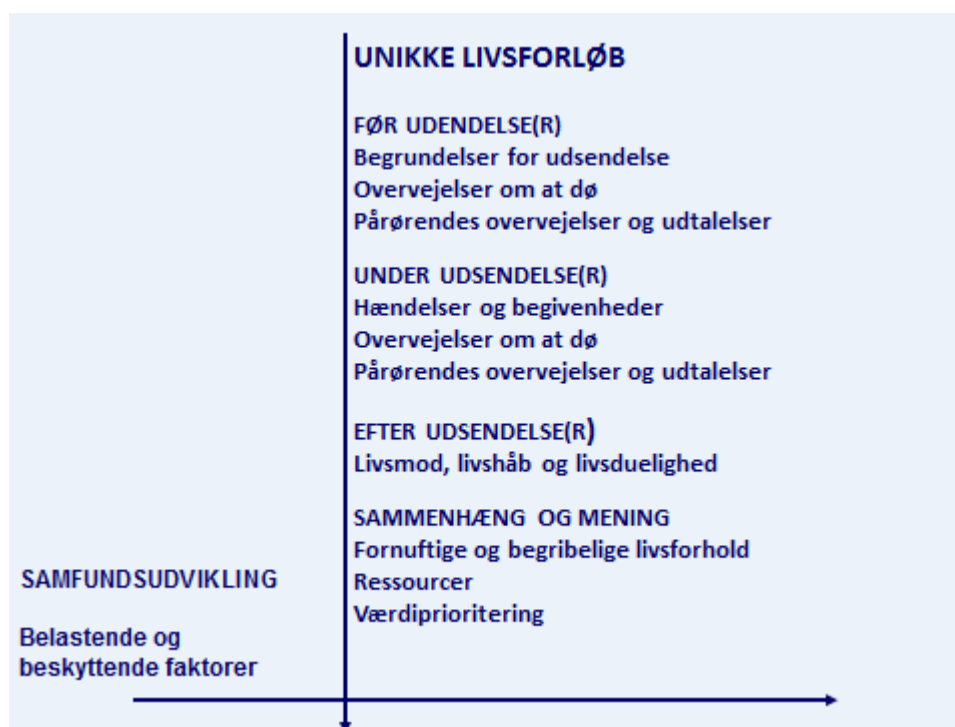 UNIKKE LIVSFORLØB
FØR UDENDELSE(R)
Begrundelser for udsendelse
Overvejelser om at dø
Pårørendes overvejelser og udtalelser
UNDER UDSENDELSE(R)
Hændelser og begivenheder
Overvejelser om at dø
Pårørendes overvejelser og udtalelser
EFTER UDSENDELSE(R)
Livsmod, livshåb og livsduelighed
SAMMENHÆNG OG MENING
Fornuftige og begribelige livsforhold
Ressourcer
Værdiprioritering
SAMFUNDSUDVIKLING
Belastende og
beskyttende faktorer